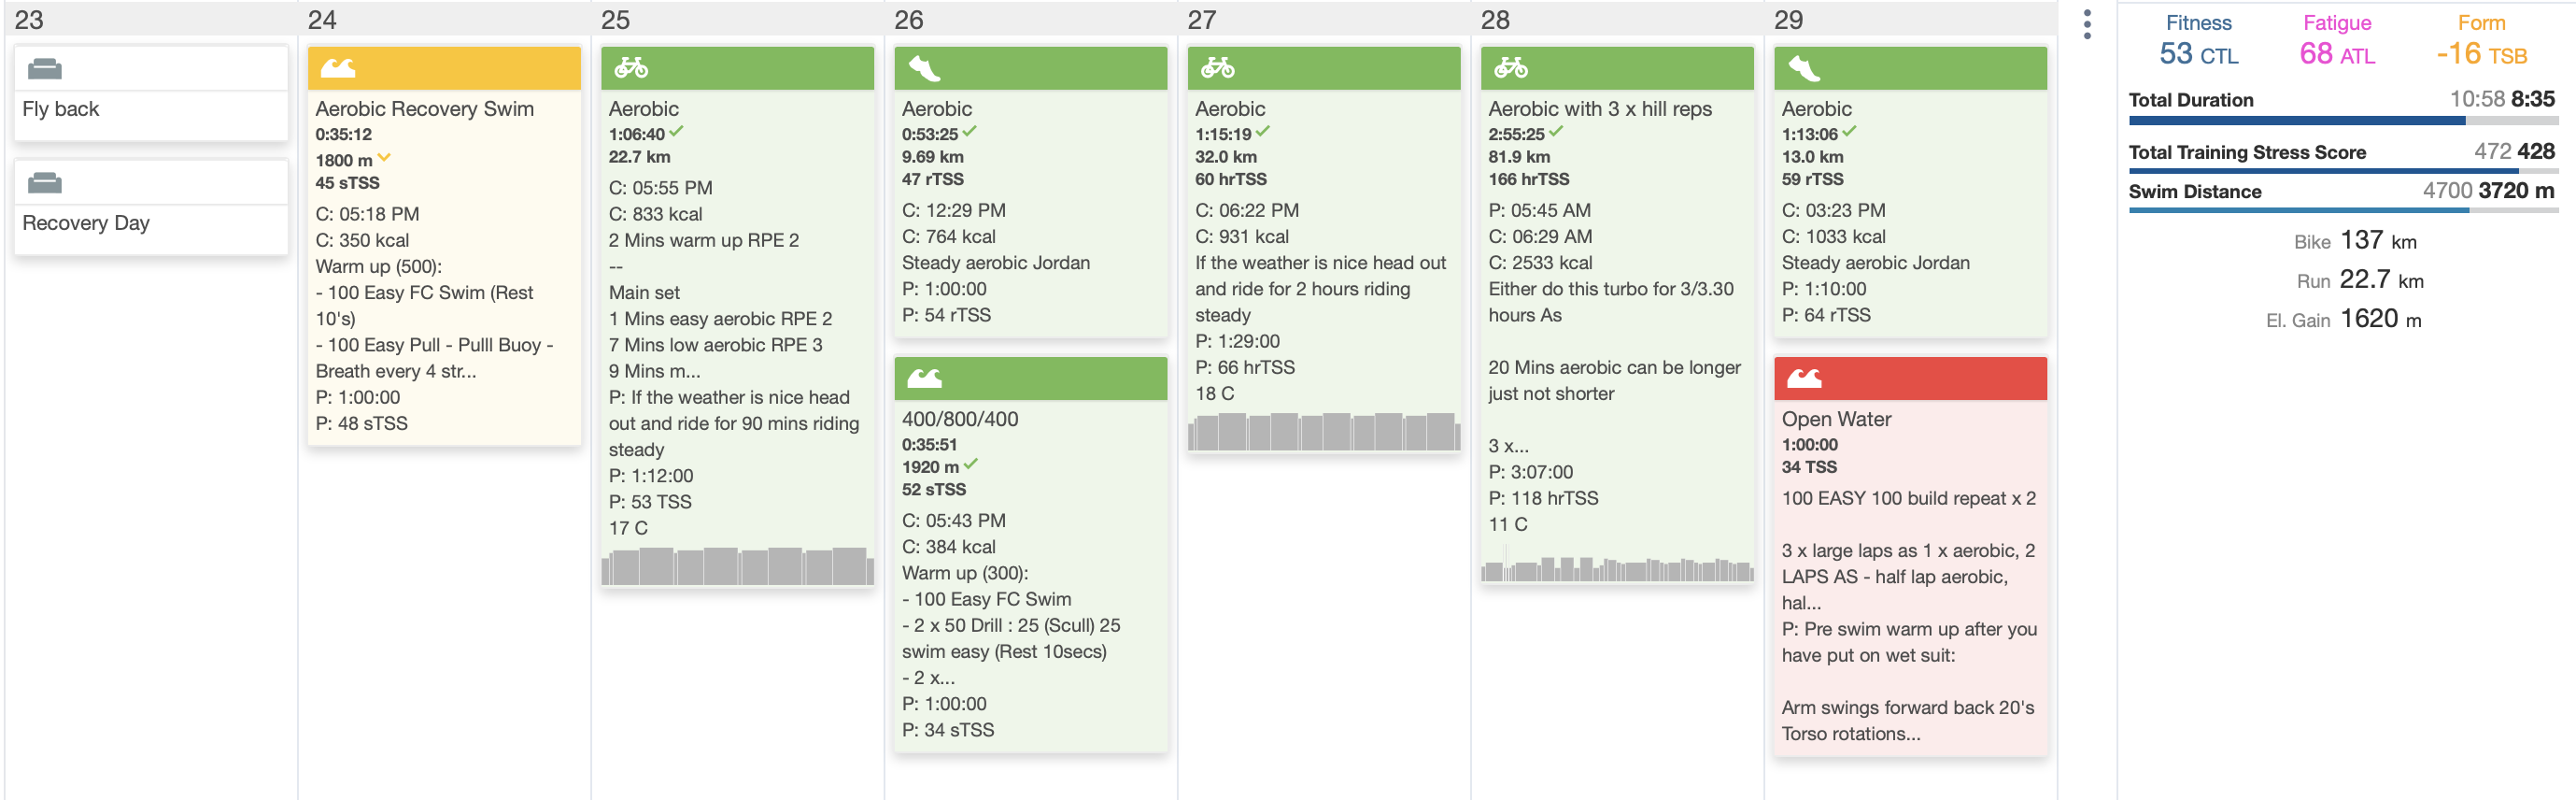 23
Fly back
Recovery Day
24
Aerobic Recovery Swim
0:35:12
1800 m
45 sTSS
C: 05:18 PM
C: 350 kcal
Warm up (500):
- 100 Easy FC Swim (Rest
10's)
- 100 Easy Pull - Pulll Buoy -
Breath every 4 str...
P: 1:00:00
P: 48 sTSS
25
Aerobic
1:06:40
22.7 km
C: 05:55 PM
C: 833 kcal
2 Mins warm up RPE 2
--
Main set
1 Mins easy aerobic RPE 2
7 Mins low aerobic RPE 3
9 Mins m...
P: If the weather is nice head
out and ride for 90 mins riding
steady
P: 1:12:00
P: 53 TSS
17 C
26
Aerobic
0:53:25
9.69 km
47 rTSS
C: 12:29 PM
C: 764 kcal
Steady aerobic Jordan
P: 1:00:00
P: 54 rTSS
400/800/400
0:35:51
1920 m
52 sTSS
C: 05:43 PM
C: 384 kcal
Warm up (300):
- 100 Easy FC Swim
- 2 x 50 Drill : 25 (Scull) 25
swim easy (Rest 10secs)
- 2 x...
P: 1:00:00
P: 34 sTSS
27
Aerobic
1:15:19
32.0 km
60 hrTSS
C: 06:22 PM
C: 931 kcal
If the weather is nice head out
and ride for 2 hours riding
steady
P: 1:29:00
P: 66 hrTSS
18 C
28
Aerobic with 3 x hill reps
2:55:25
81.9 km
166 hrTSS
P: 05:45 AM
C: 06:29 AM
C: 2533 kcal
Either do this turbo for 3/3.30
hours As
20 Mins aerobic can be longer
just not shorter
3 x...
P: 3:07:00
P: 118 hrTSS
11 C
29
Aerobic
1:13:06
13.0 km
59 rTSS
C: 03:23 PM
C: 1033 kcal
Steady aerobic Jordan
P: 1:10:00
P: 64 rTSS
Open Water
1:00:00
34 TSS
100 EASY 100 build repeat x 2
3 x large laps as 1 x aerobic, 2
LAPS AS - half lap aerobic,
hal...
P: Pre swim warm up after you
have put on wet suit:
Arm swings forward back 20's
Torso rotations...
Fitness Fatigue Form
53 CTL 68 ATL -16 TSB
Total Duration 10:58 8:35
Total Training Stress Score 472 428
Swim Distance 4700 3720 m
Bike 137 km
Run 22.7 km
El. Gain 1620 m